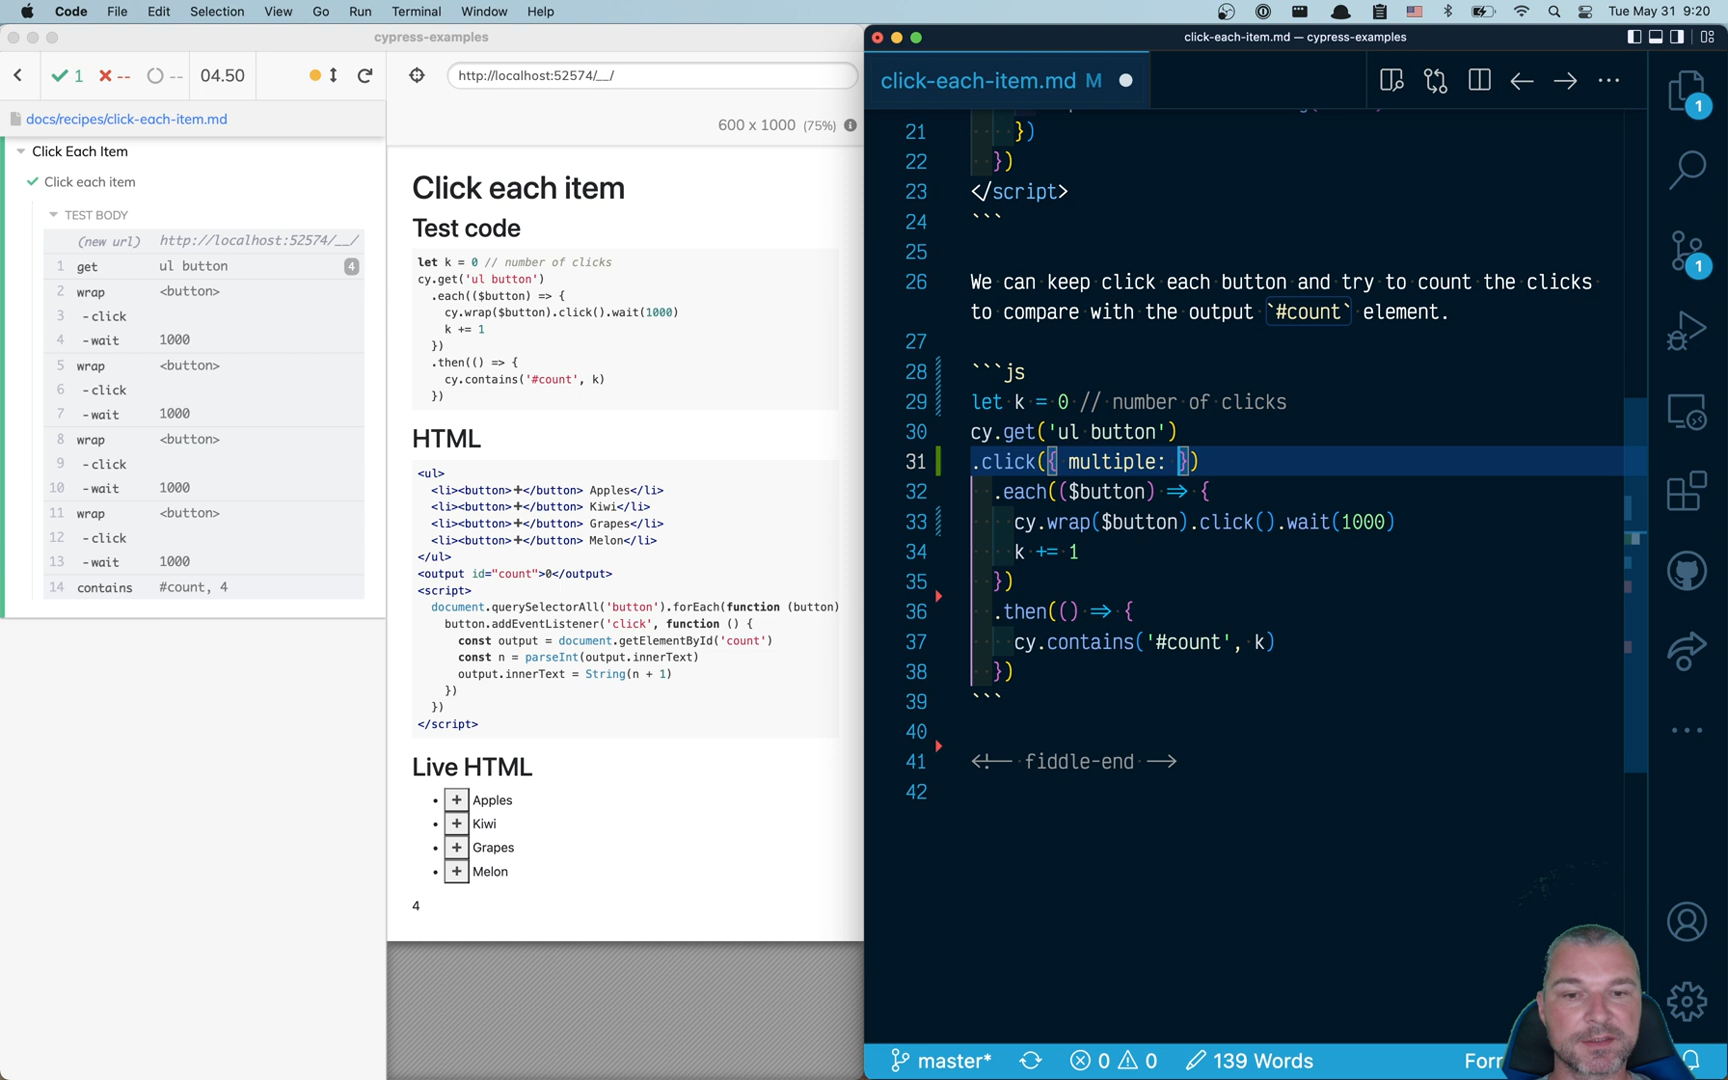 Code File Edit Selection View Go Run Terminal Window Help Tue May 31 9:20
cypress-examples
1 -- -- 04.50
http://localhost:52574/__/
600 x 1000 (75%)
docs/recipes/click-each-item.md
Click Each Item
Click each item
TEST BODY
(new url) http://localhost:52574/__/
1 get ul button 4
2 wrap <button>
3 -click
4 -wait 1000
5 wrap <button>
6 -click
7 -wait 1000
8 wrap <button>
9 -click
10 -wait 1000
11 wrap <button>
12 -click
13 -wait 1000
14 contains #count, 4
Click each item
Test code
let k = 0 // number of clicks
cy.get('ul button')
.each(($button) => {
cy.wrap($button).click().wait(1000)
k += 1
})
.then(() => {
cy.contains('#count', k)
})
HTML
<ul>
<li><button>+</button> Apples</li>
<li><button>+</button> Kiwi</li>
<li><button>+</button> Grapes</li>
<li><button>+</button> Melon</li>
</ul>
<output id="count">0</output>
<script>
document.querySelectorAll('button').forEach(function (button)
button.addEventListener('click', function () {
const output = document.getElementById('count')
const n = parseInt(output.innerText)
output.innerText = String(n + 1)
})
})
</script>
Live HTML
+ Apples
+ Kiwi
+ Grapes
+ Melon
4
click-each-item.md — cypress-examples
click-each-item.md M
21 })
22 })
23 </script>
24 ```
25
26 We can keep click each button and try to count the clicks
to compare with the output `#count` element.
27
28 ```js
29 let k = 0 // number of clicks
30 cy.get('ul button')
31 .click({ multiple: })
32 .each(($button) => {
33 cy.wrap($button).click().wait(1000)
34 k += 1
35 })
36 .then(() => {
37 cy.contains('#count', k)
38 })
39 ```
40
41 <!-- fiddle-end -->
42
1
1
master* 0 0 139 Words